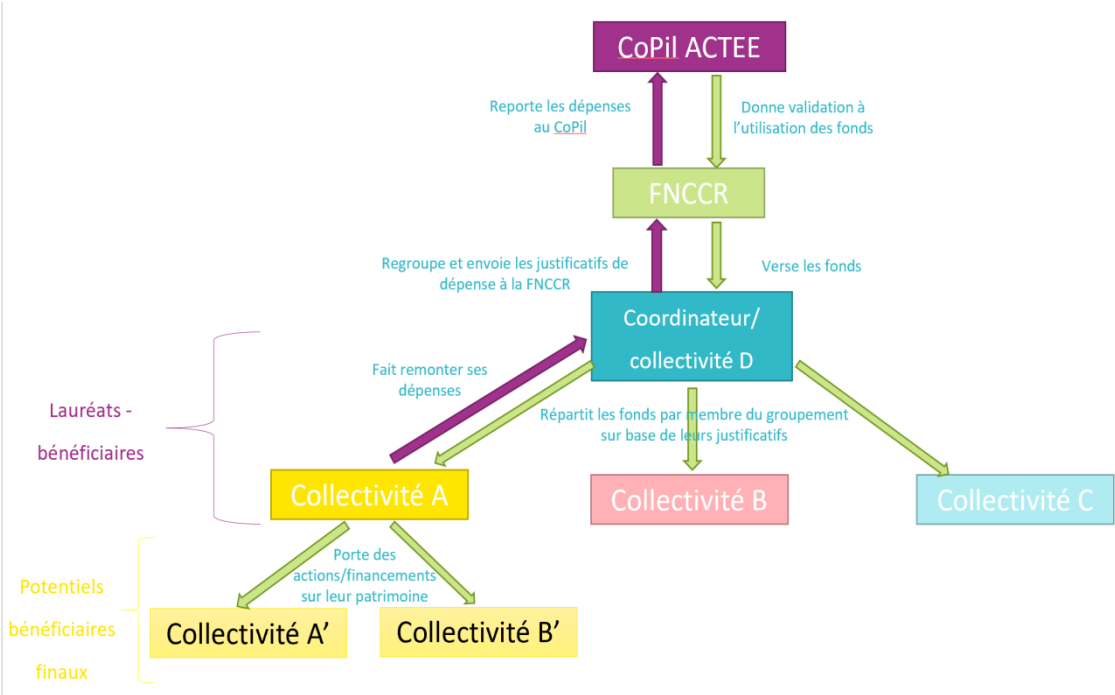 CoPil ACTEE
Reporte les dépenses
au CoPil
Donne validation à
l'utilisation des fonds
FNCCR
Regroupe et envoie les justificatifs de
dépense à la FNCCR
Verse les fonds
Coordinateur/
collectivité D
Fait remonter ses
dépenses
Lauréats -
bénéficiaires
Répartit les fonds par membre du groupement
sur base de leurs justificatifs
Collectivité A
Collectivité B
Collectivité C
Porte des
actions/financements
sur leur patrimoine
Potentiels
bénéficiaires
finaux
Collectivité A’
Collectivité B’